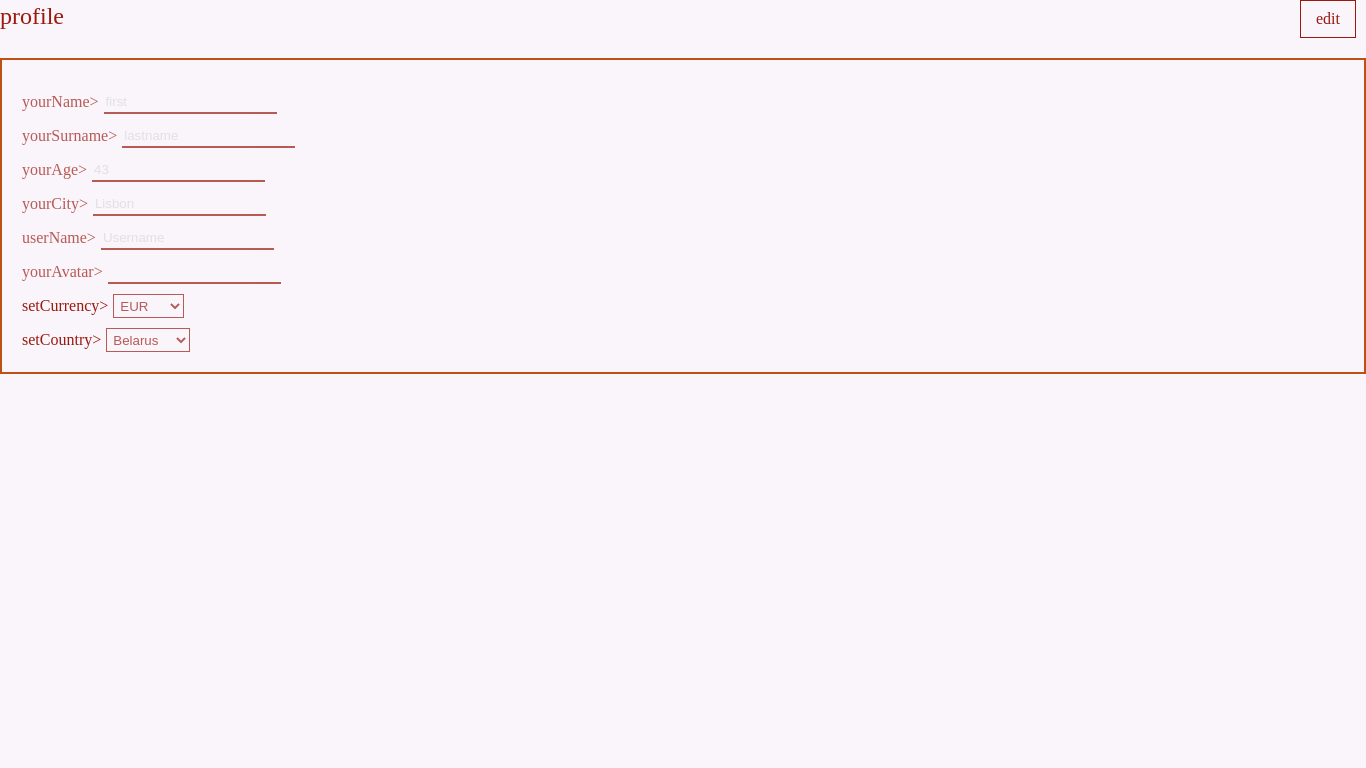 profile
edit
yourName> first
yourSurname> lastname
yourAge> 43
yourCity> Lisbon
userName> Username
yourAvatar>
setCurrency> EUR
setCountry> Belarus